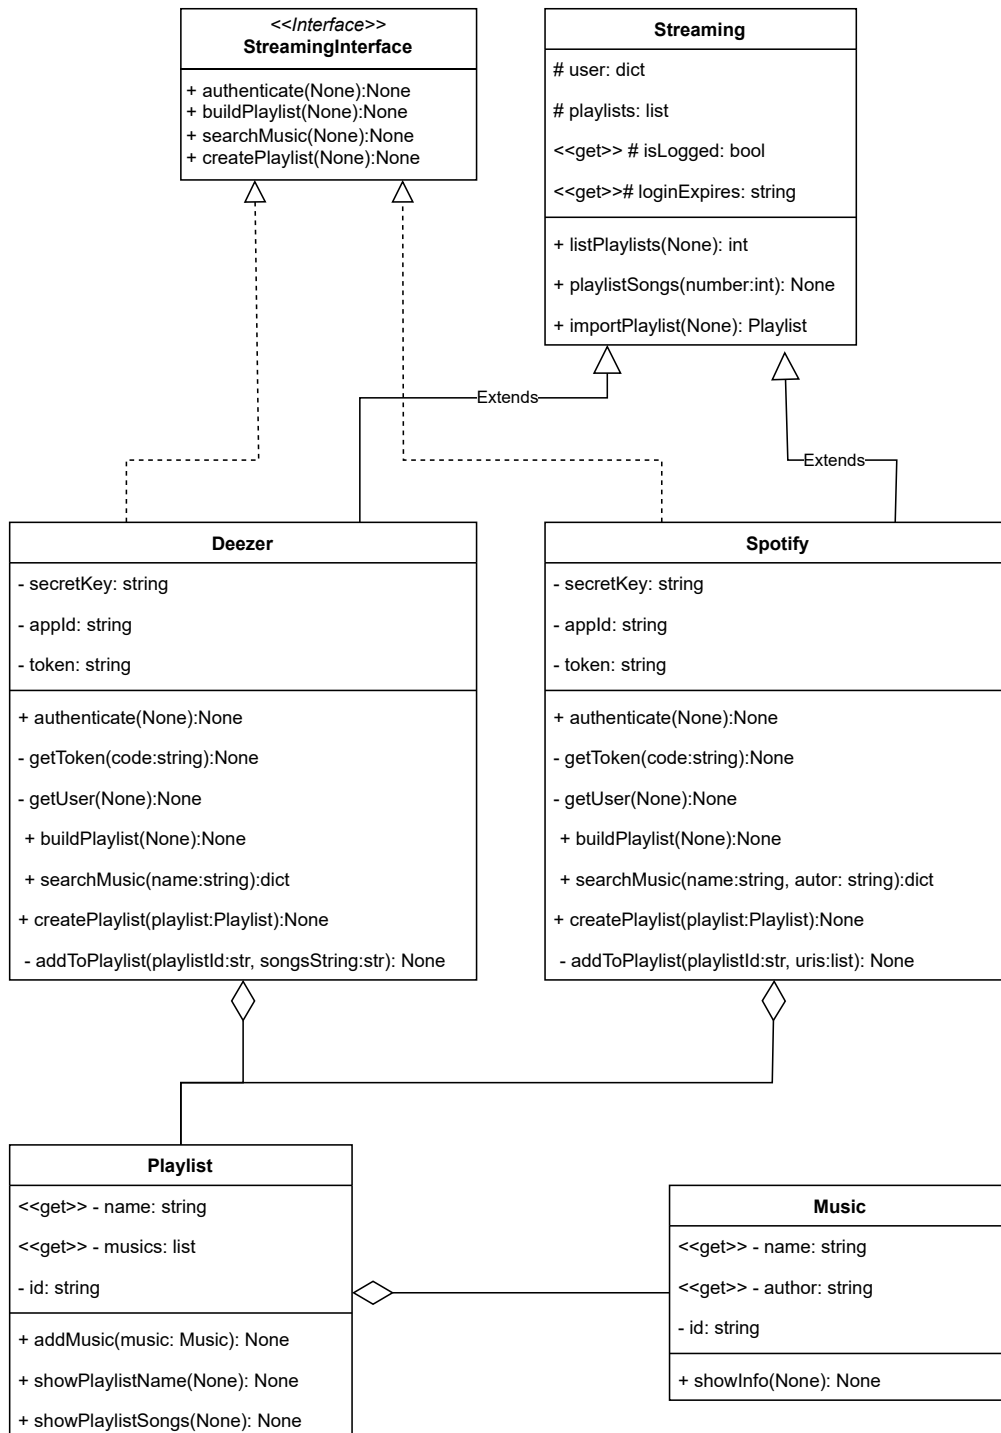 <<Interface>>
StreamingInterface
+ authenticate(None):None
+ buildPlaylist(None):None
+ searchMusic(None):None
+ createPlaylist(None):None
Streaming
# user: dict
# playlists: list
<<get>> # isLogged: bool
<<get>># loginExpires: string
+ listPlaylists(None): int
+ playlistSongs(number:int): None
+ importPlaylist(None): Playlist
Extends
Extends
Deezer
- secretKey: string
- appId: string
- token: string
+ authenticate(None):None
- getToken(code:string):None
- getUser(None):None
+ buildPlaylist(None):None
+ searchMusic(name:string):dict
+ createPlaylist(playlist:Playlist):None
- addToPlaylist(playlistId:str, songsString:str): None
Spotify
- secretKey: string
- appId: string
- token: string
+ authenticate(None):None
- getToken(code:string):None
- getUser(None):None
+ buildPlaylist(None):None
+ searchMusic(name:string, autor: string):dict
+ createPlaylist(playlist:Playlist):None
- addToPlaylist(playlistId:str, uris:list): None
Playlist
<<get>> - name: string
<<get>> - musics: list
- id: string
+ addMusic(music: Music): None
+ showPlaylistName(None): None
+ showPlaylistSongs(None): None
Music
<<get>> - name: string
<<get>> - author: string
- id: string
+ showInfo(None): None